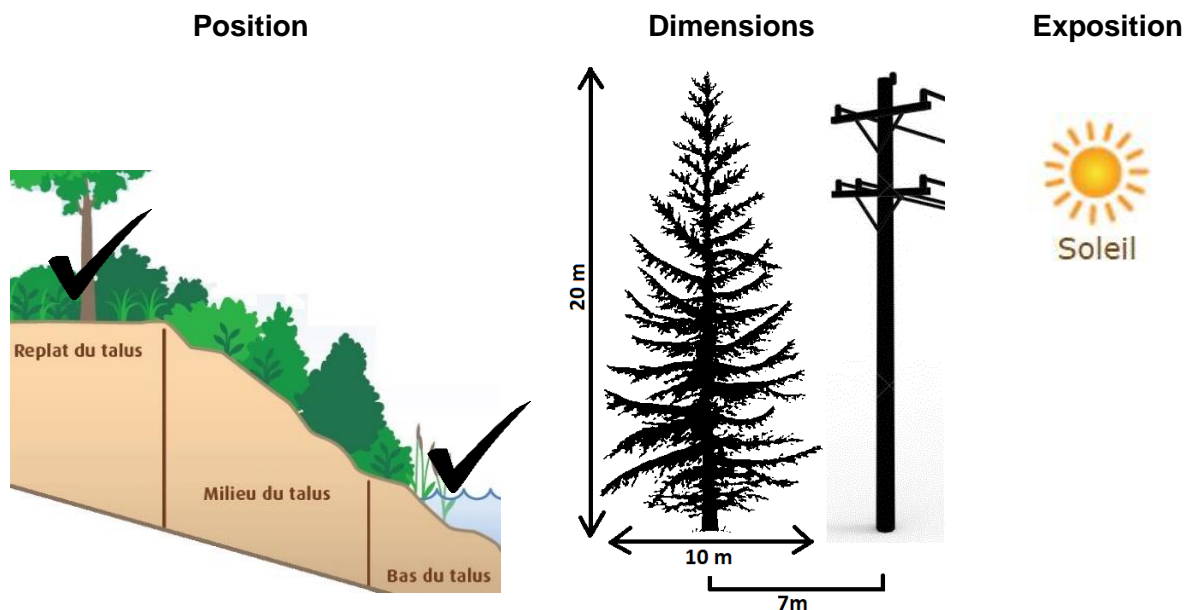 Position
Dimensions
Exposition
Replat du talus
Milieu du talus
Bas du talus
20 m
10 m
7m
Soleil